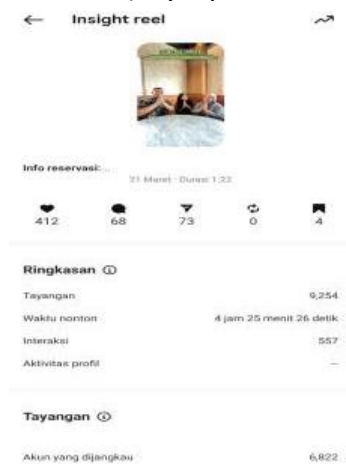 Insight reel
Info reservasi:...
31 Maret · Durasi 1:22
412 68 73 0 4
Ringkasan
Tayangan 9,254
Waktu nonton 4 jam 25 menit 26 detik
Interaksi 557
Aktivitas profil --
Tayangan
Akun yang dijangkau 6,822